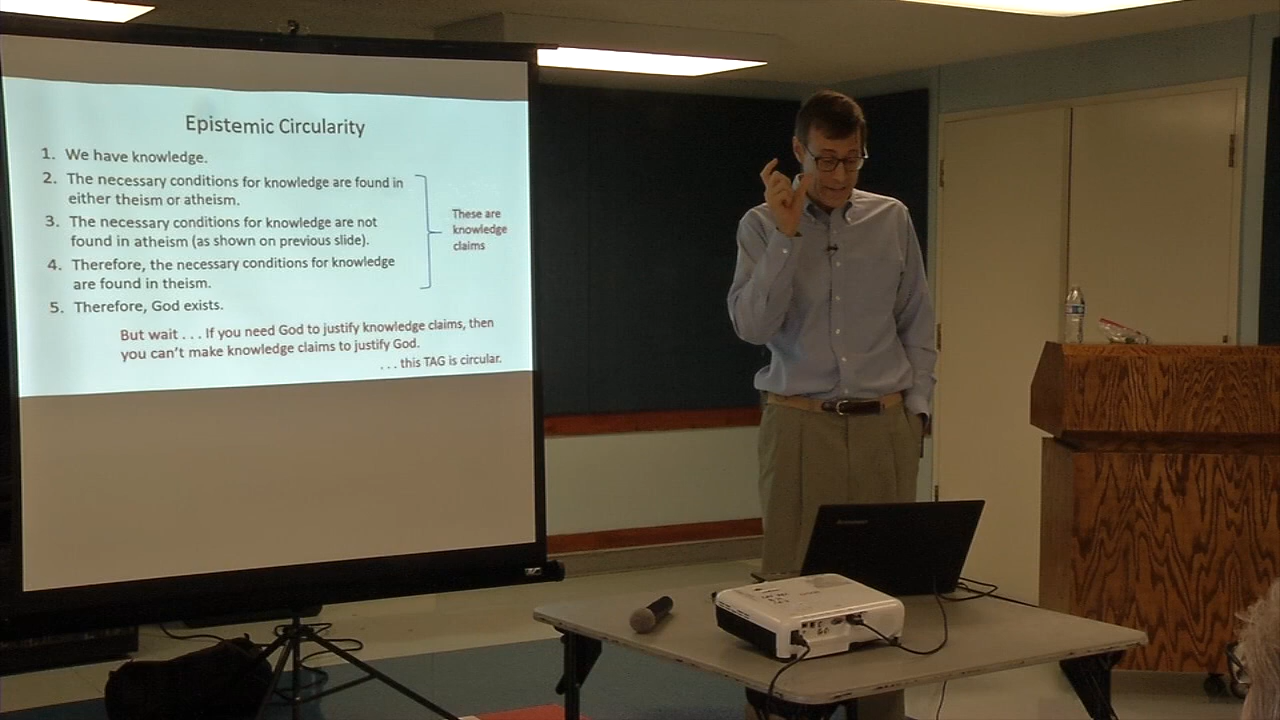 Epistemic Circularity
1. We have knowledge.
2. The necessary conditions for knowledge are found in
either theism or atheism.
3. The necessary conditions for knowledge are not
found in atheism (as shown on previous slide).
4. Therefore, the necessary conditions for knowledge
are found in theism.
5. Therefore, God exists.
These are
knowledge
claims
But wait . . . If you need God to justify knowledge claims, then
you can't make knowledge claims to justify God.
. . . this TAG is circular.